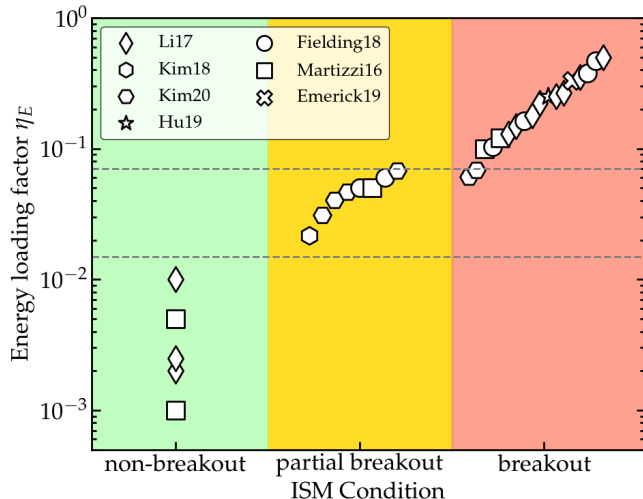 Energy loading factor η_E
10^0
10^−1
10^−2
10^−3
Li17
Kim18
Kim20
Hu19
Fielding18
Martizzi16
Emerick19
non-breakout
partial breakout
breakout
ISM Condition